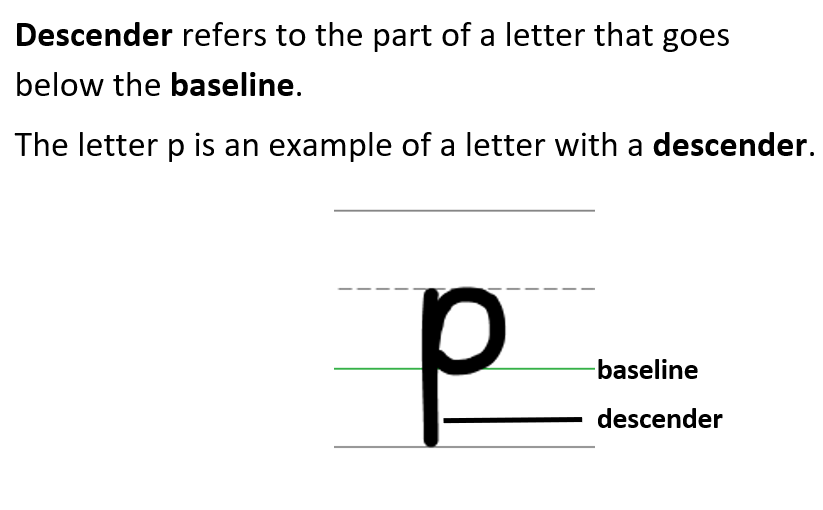 Descender refers to the part of a letter that goes
below the baseline.
The letter p is an example of a letter with a descender.
p
baseline
descender